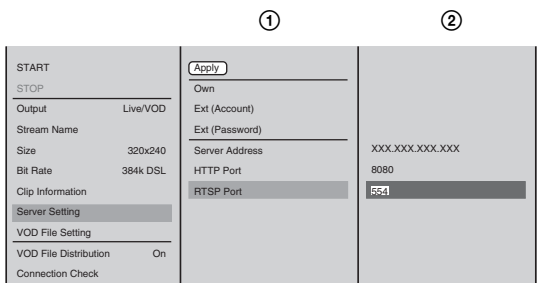 ① ②
START
STOP
Output Live/VOD
Stream Name
Size 320x240
Bit Rate 384k DSL
Clip Information
Server Setting
VOD File Setting
VOD File Distribution On
Connection Check
Apply
Own
Ext (Account)
Ext (Password)
Server Address
HTTP Port
RTSP Port
XXX.XXX.XXX.XXX
8080
554